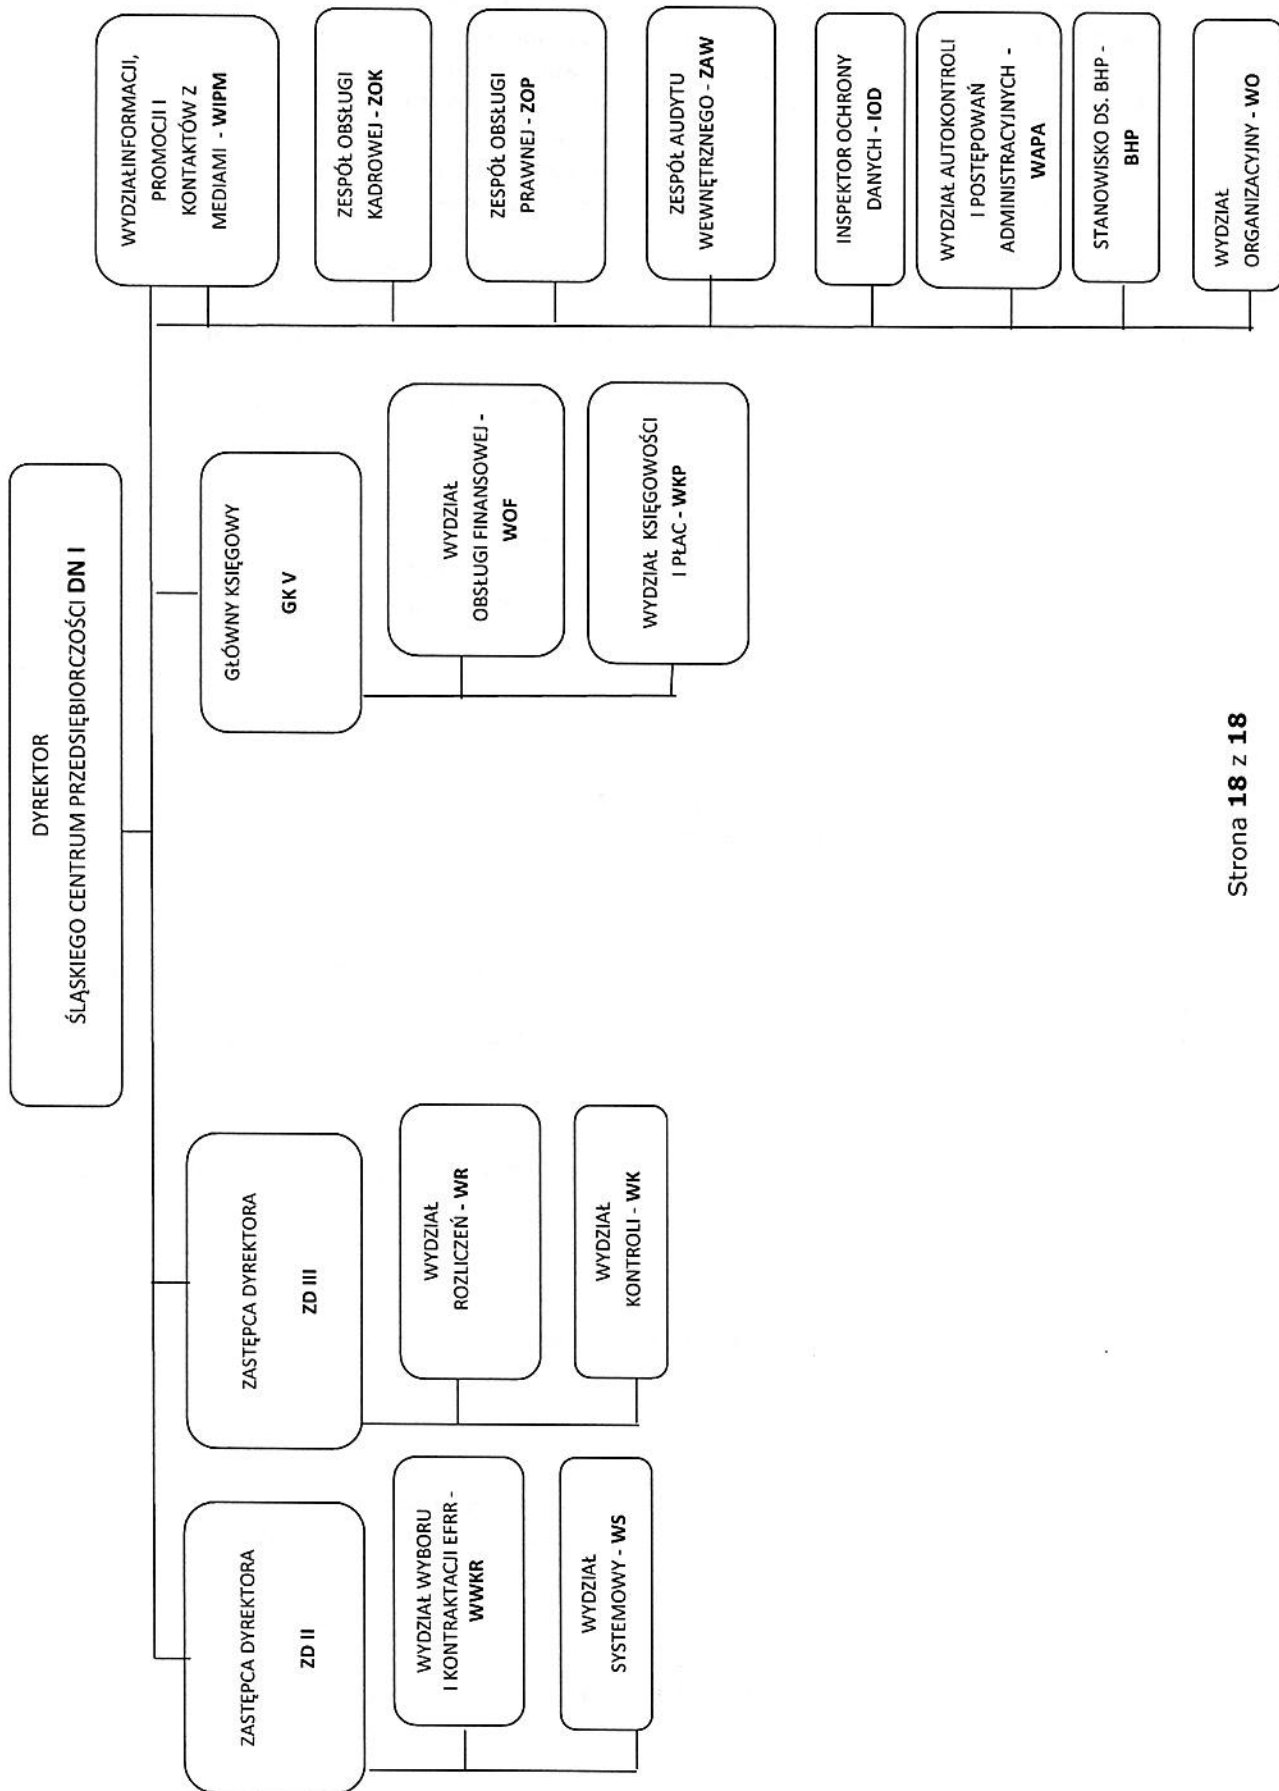 DYREKTOR
ŚLĄSKIEGO CENTRUM PRZEDSIĘBIORCZOŚCI DN I
ZASTĘPCA DYREKTORA
ZD II
WYDZIAŁ WYBORU
I KONTRAKTACJI EFRR -
WWKR
WYDZIAŁ
SYSTEMOWY - WS
ZASTĘPCA DYREKTORA
ZD III
WYDZIAŁ
ROZLICZEŃ - WR
WYDZIAŁ
KONTROLI - WK
GŁÓWNY KSIĘGOWY
GK V
WYDZIAŁ
OBSŁUGI FINANSOWEJ -
WOF
WYDZIAŁ KSIĘGOWOŚCI
I PŁAC - WKP
WYDZIAŁINFORMACJI,
PROMOCJI I
KONTAKTÓW Z
MEDIAMI - WIPM
ZESPÓŁ OBSŁUGI
KADROWEJ - ZOK
ZESPÓŁ OBSŁUGI
PRAWNEJ - ZOP
ZESPÓŁ AUDYTU
WEWNĘTRZNEGO - ZAW
INSPEKTOR OCHRONY
DANYCH - IOD
WYDZIAŁ AUTOKONTROLI
I POSTĘPOWAŃ
ADMINISTRACYJNYCH -
WAPA
STANOWISKO DS. BHP -
BHP
WYDZIAŁ
ORGANIZACYJNY - WO
Strona 18 z 18